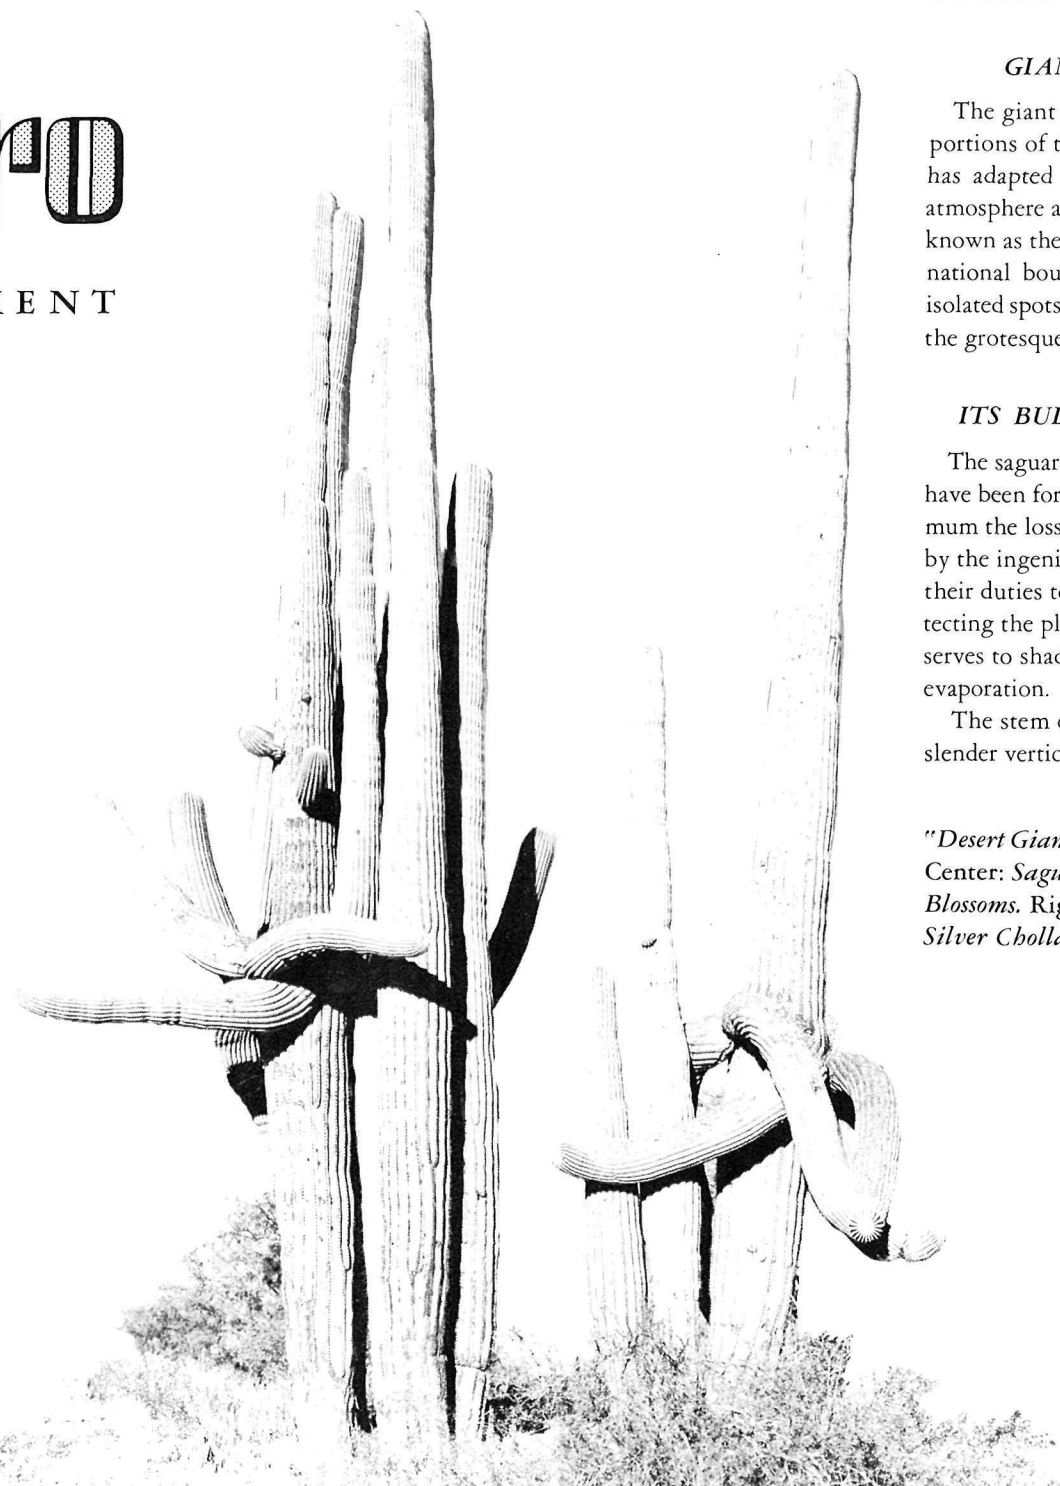 ro
ENT
GIAN
The giant
portions of t
has adapted
atmosphere a
known as the
national bou
isolated spots
the grotesque
ITS BUL
The saguar
have been for
mum the loss
by the ingeni
their duties to
tecting the pl
serves to shad
evaporation.
The stem o
slender vertic
"Desert Gian
Center: Sagu
Blossoms. Rig
Silver Cholla